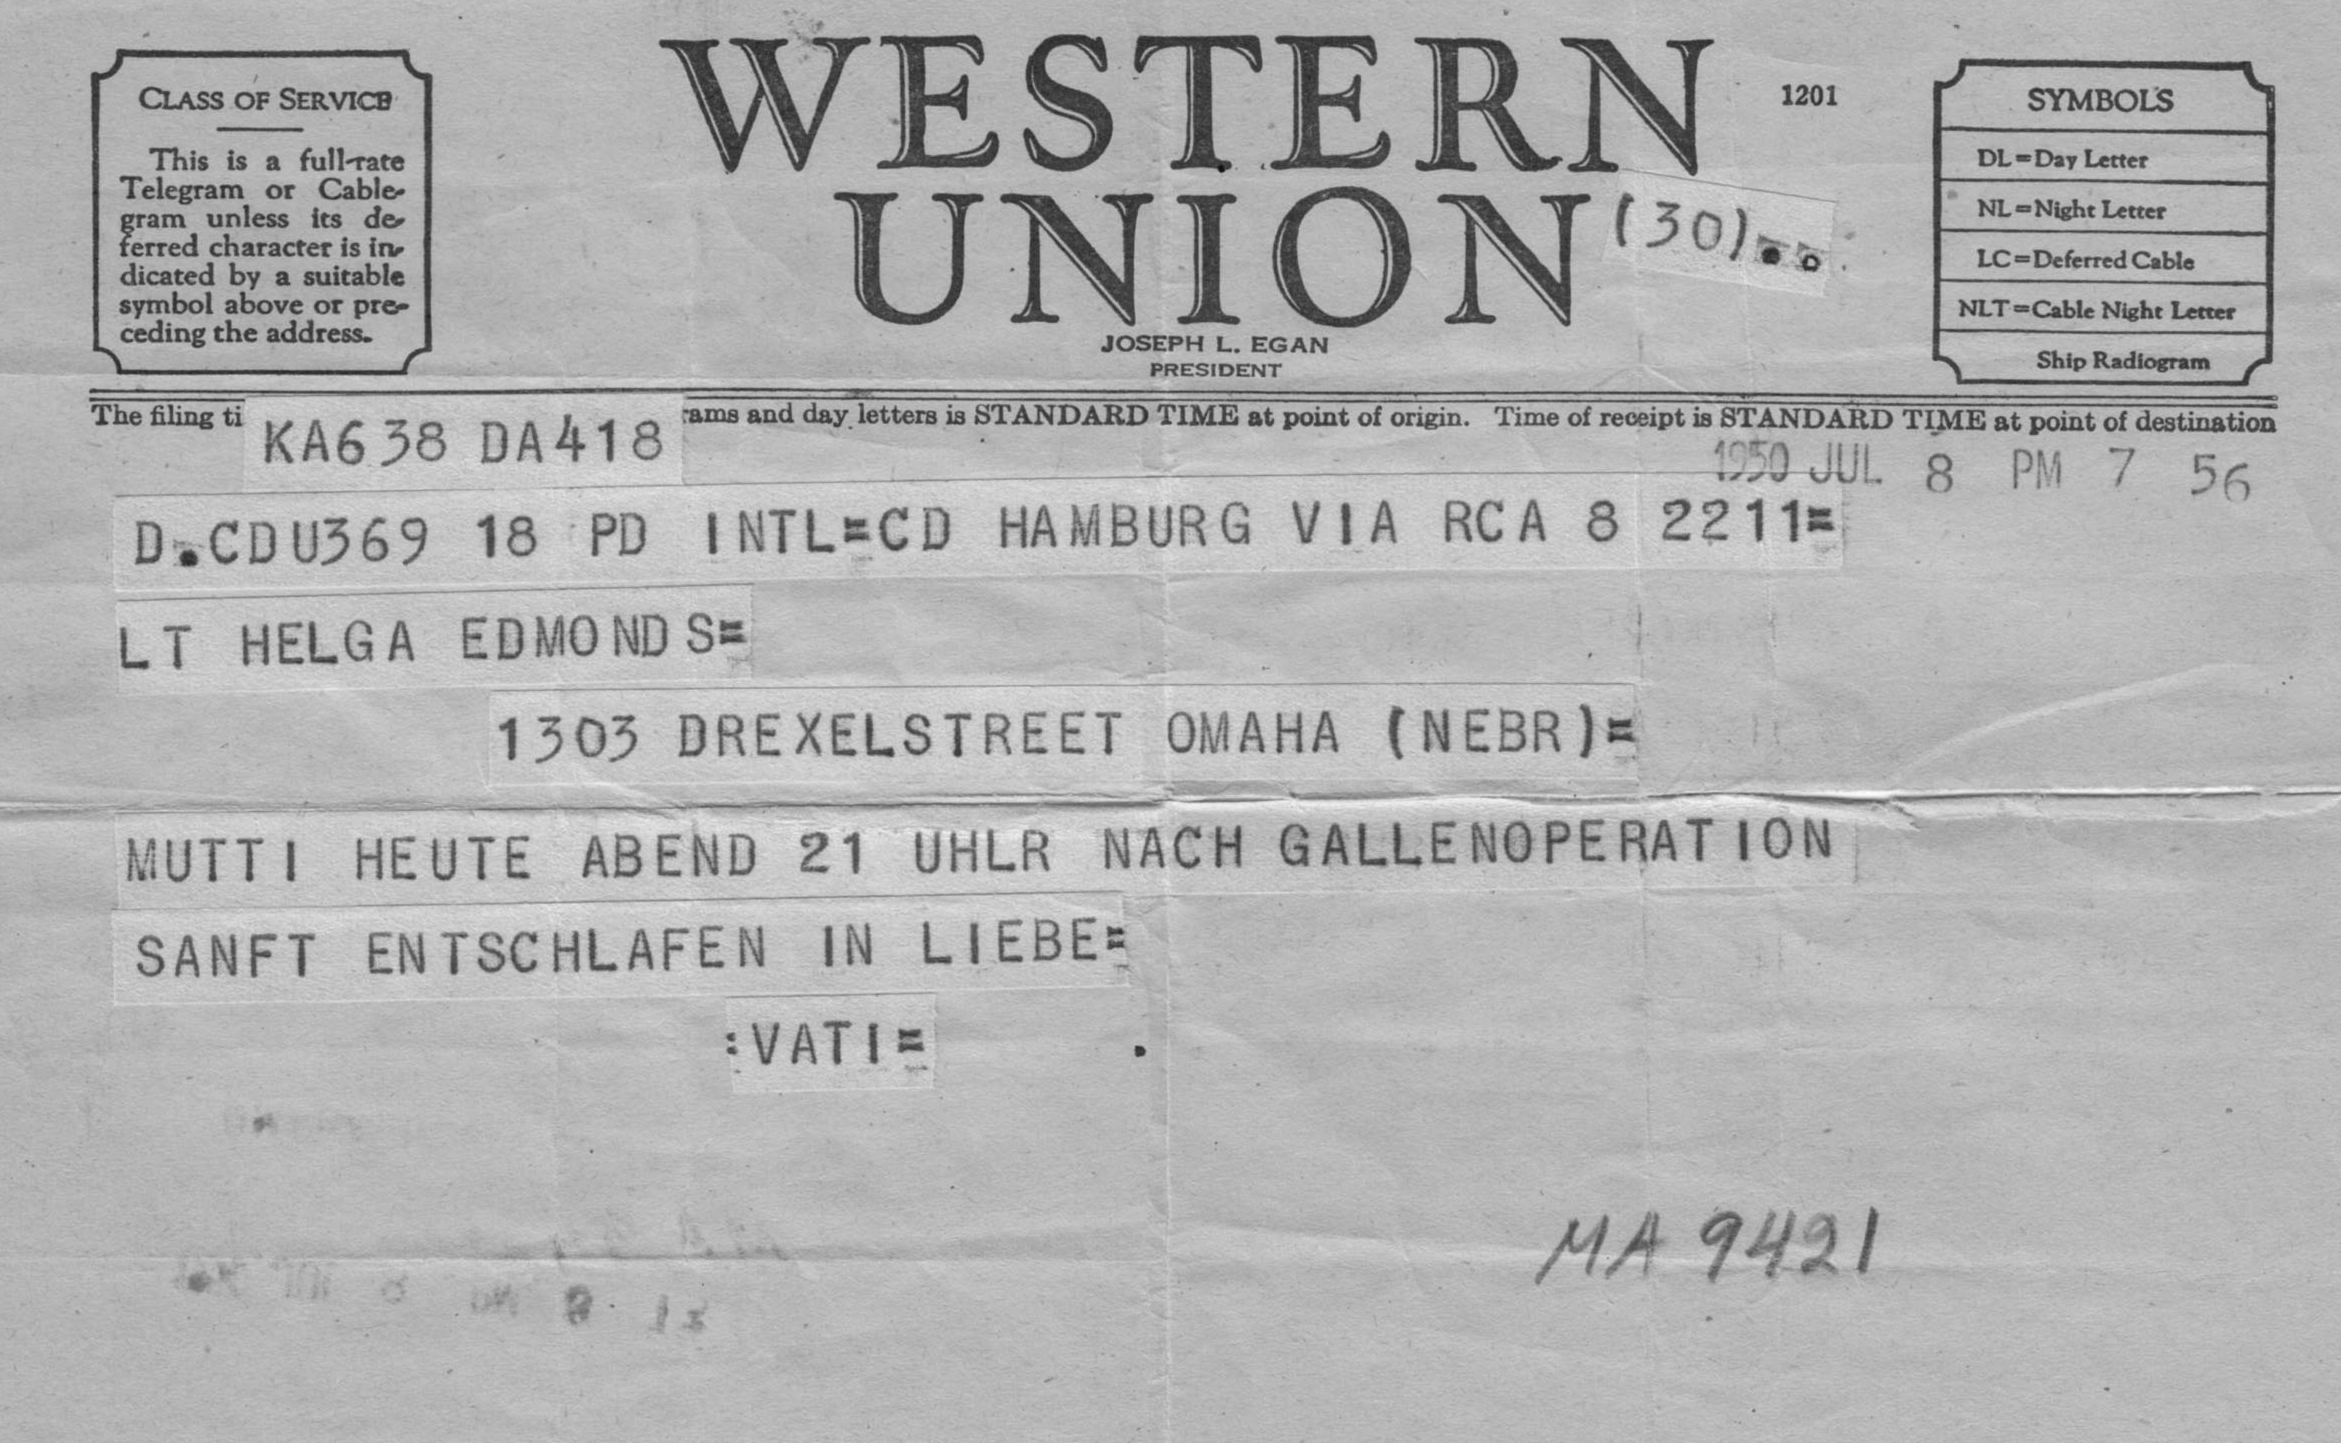 CLASS OF SERVICE
This is a full-rate
Telegram or Cable-
gram unless its de-
ferred character is in-
dicated by a suitable
symbol above or pre-
ceding the address.
WESTERN
UNION
1201
(30)..
JOSEPH L. EGAN
PRESIDENT
SYMBOLS
DL=Day Letter
NL=Night Letter
LC=Deferred Cable
NLT=Cable Night Letter
Ship Radiogram
The filing ti
KA638 DA418
rams and day letters is STANDARD TIME at point of origin. Time of receipt is STANDARD TIME at point of destination
1950 JUL 8 PM 7 56
D.CDU369 18 PD INTL=CD HAMBURG VIA RCA 8 2211=
LT HELGA EDMONDS=
1303 DREXELSTREET OMAHA (NEBR)=
MUTTI HEUTE ABEND 21 UHLR NACH GALLENOPERATION
SANFT ENTSCHLAFEN IN LIEBE=
:VATI=
MA 9421